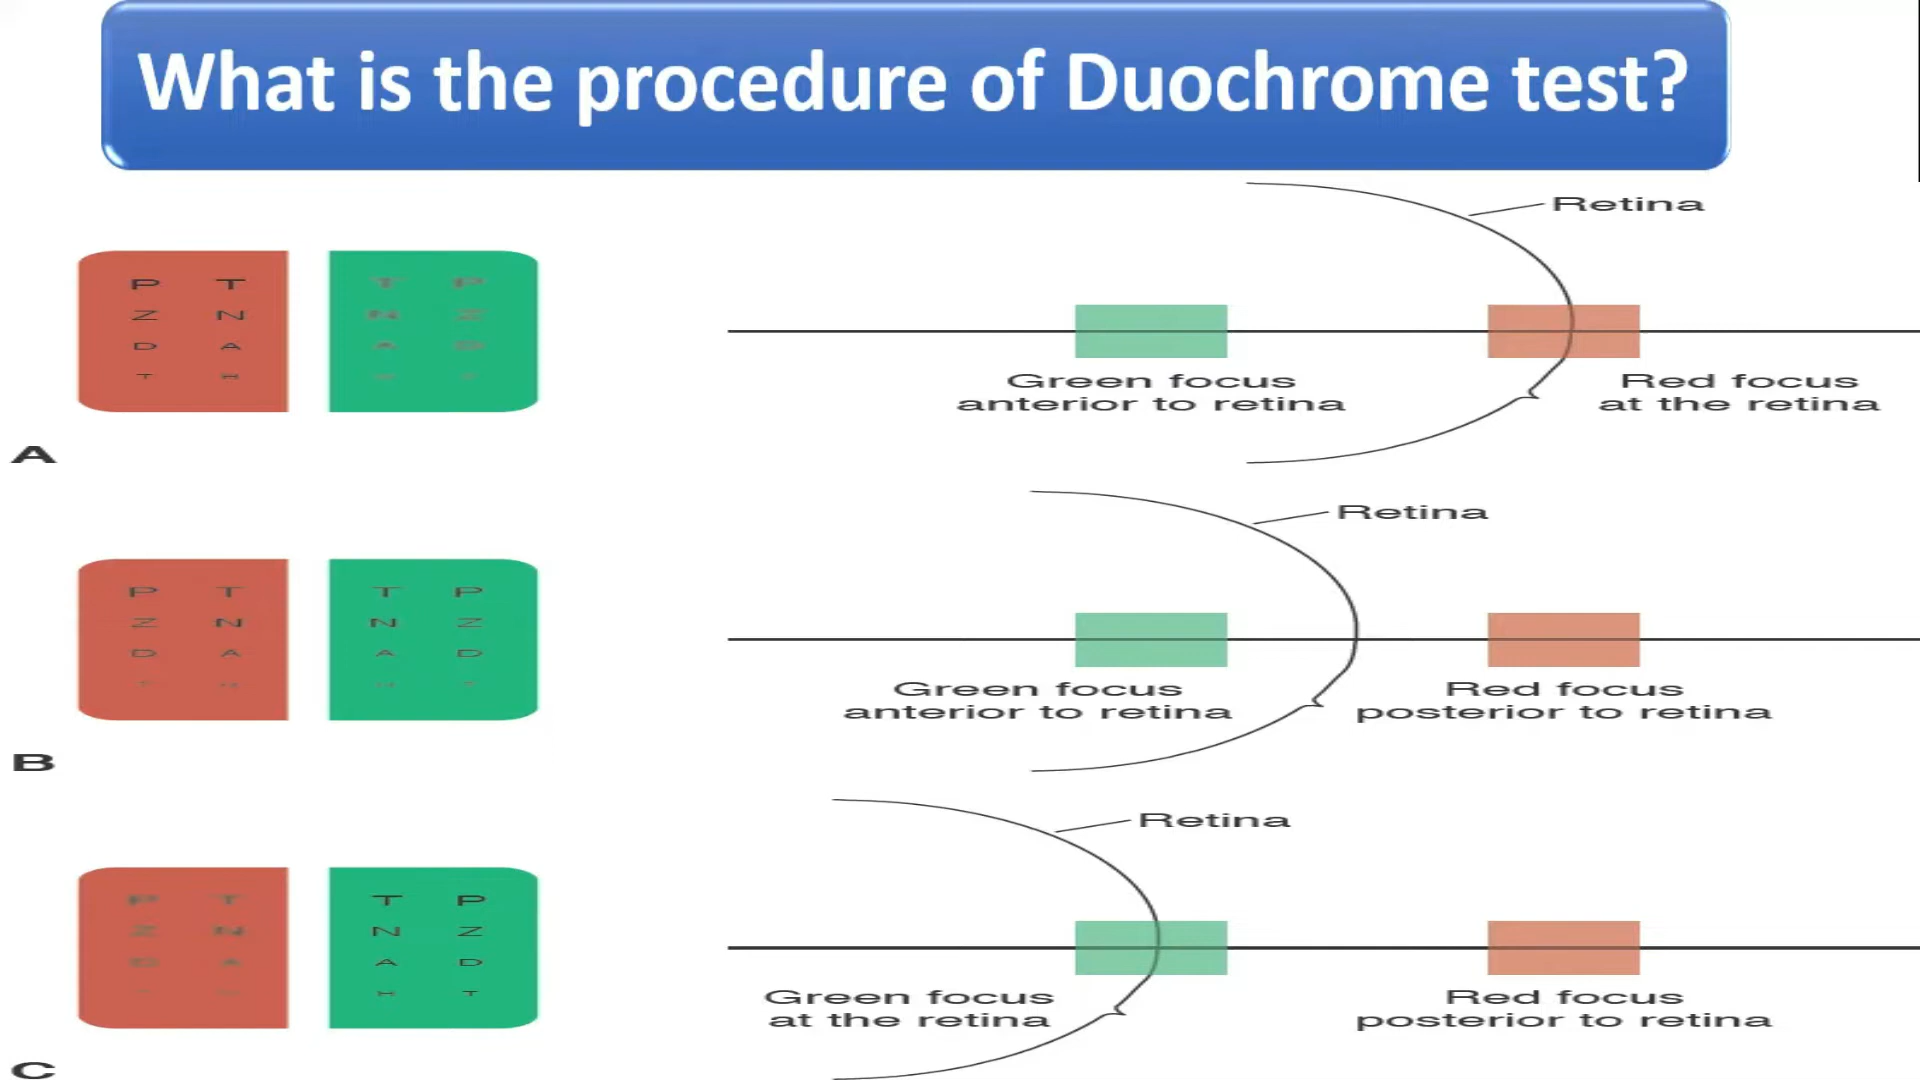 What is the procedure of Duochrome test?
Retina
P T
Z N
D A
T H
T P
N Z
A D
Green focus
anterior to retina
Red focus
at the retina
A
Retina
P T
Z N
D A
T H
T P
N Z
A D
Green focus
anterior to retina
Red focus
posterior to retina
B
Retina
P T
Z N
T P
N Z
A D
H T
Green focus
at the retina
Red focus
posterior to retina
C